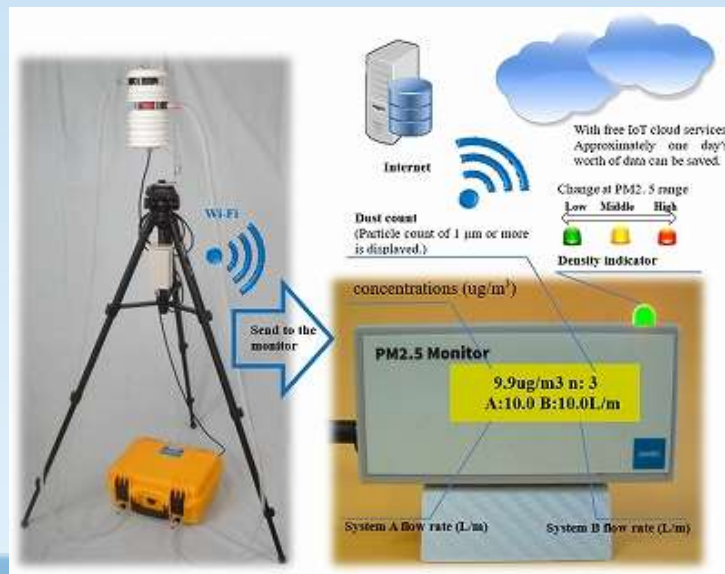 With free IoT cloud services
Approximately one day's
worth of data can be saved.
Internet
Change at PM2. 5 range
Low Middle High
Wi-Fi
Dust count
(Particle count of 1 μm or more
is displayed.)
Density indicator
concentrations (ug/m³)
Send to the
monitor
PM2.5 Monitor
9.9ug/m3 n: 3
A:10.0 B:10.0L/m
System A flow rate (L/m)
System B flow rate (L/m)